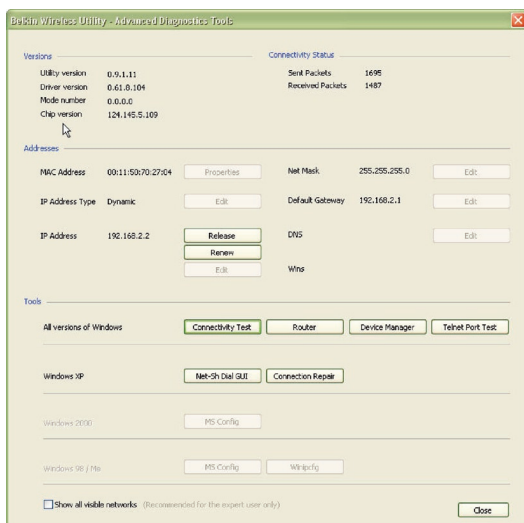 Belkin Wireless Utility - Advanced Diagnostics Tools
Versions
Utility version 0.9.1.11
Driver version 0.61.8.104
Mode number 0.0.0.0
Chip version 124.145.5.109
Connectivity Status
Sent Packets 1695
Received Packets 1487
Addresses
MAC Address 00:11:50:70:27:04 Properties Net Mask 255.255.255.0 Edit
IP Address Type Dynamic Edit Default Gateway 192.168.2.1 Edit
IP Address 192.168.2.2 Release DNS Edit
Renew
Edit Wins
Tools
All versions of Windows Connectivity Test Router Device Manager Telnet Port Test
Windows XP Net-Sh Dial GUI Connection Repair
Windows 2000 MS Config
Windows 98 / Me MS Config Winipcfg
Show all visible networks (Recommended for the expert user only)
Close